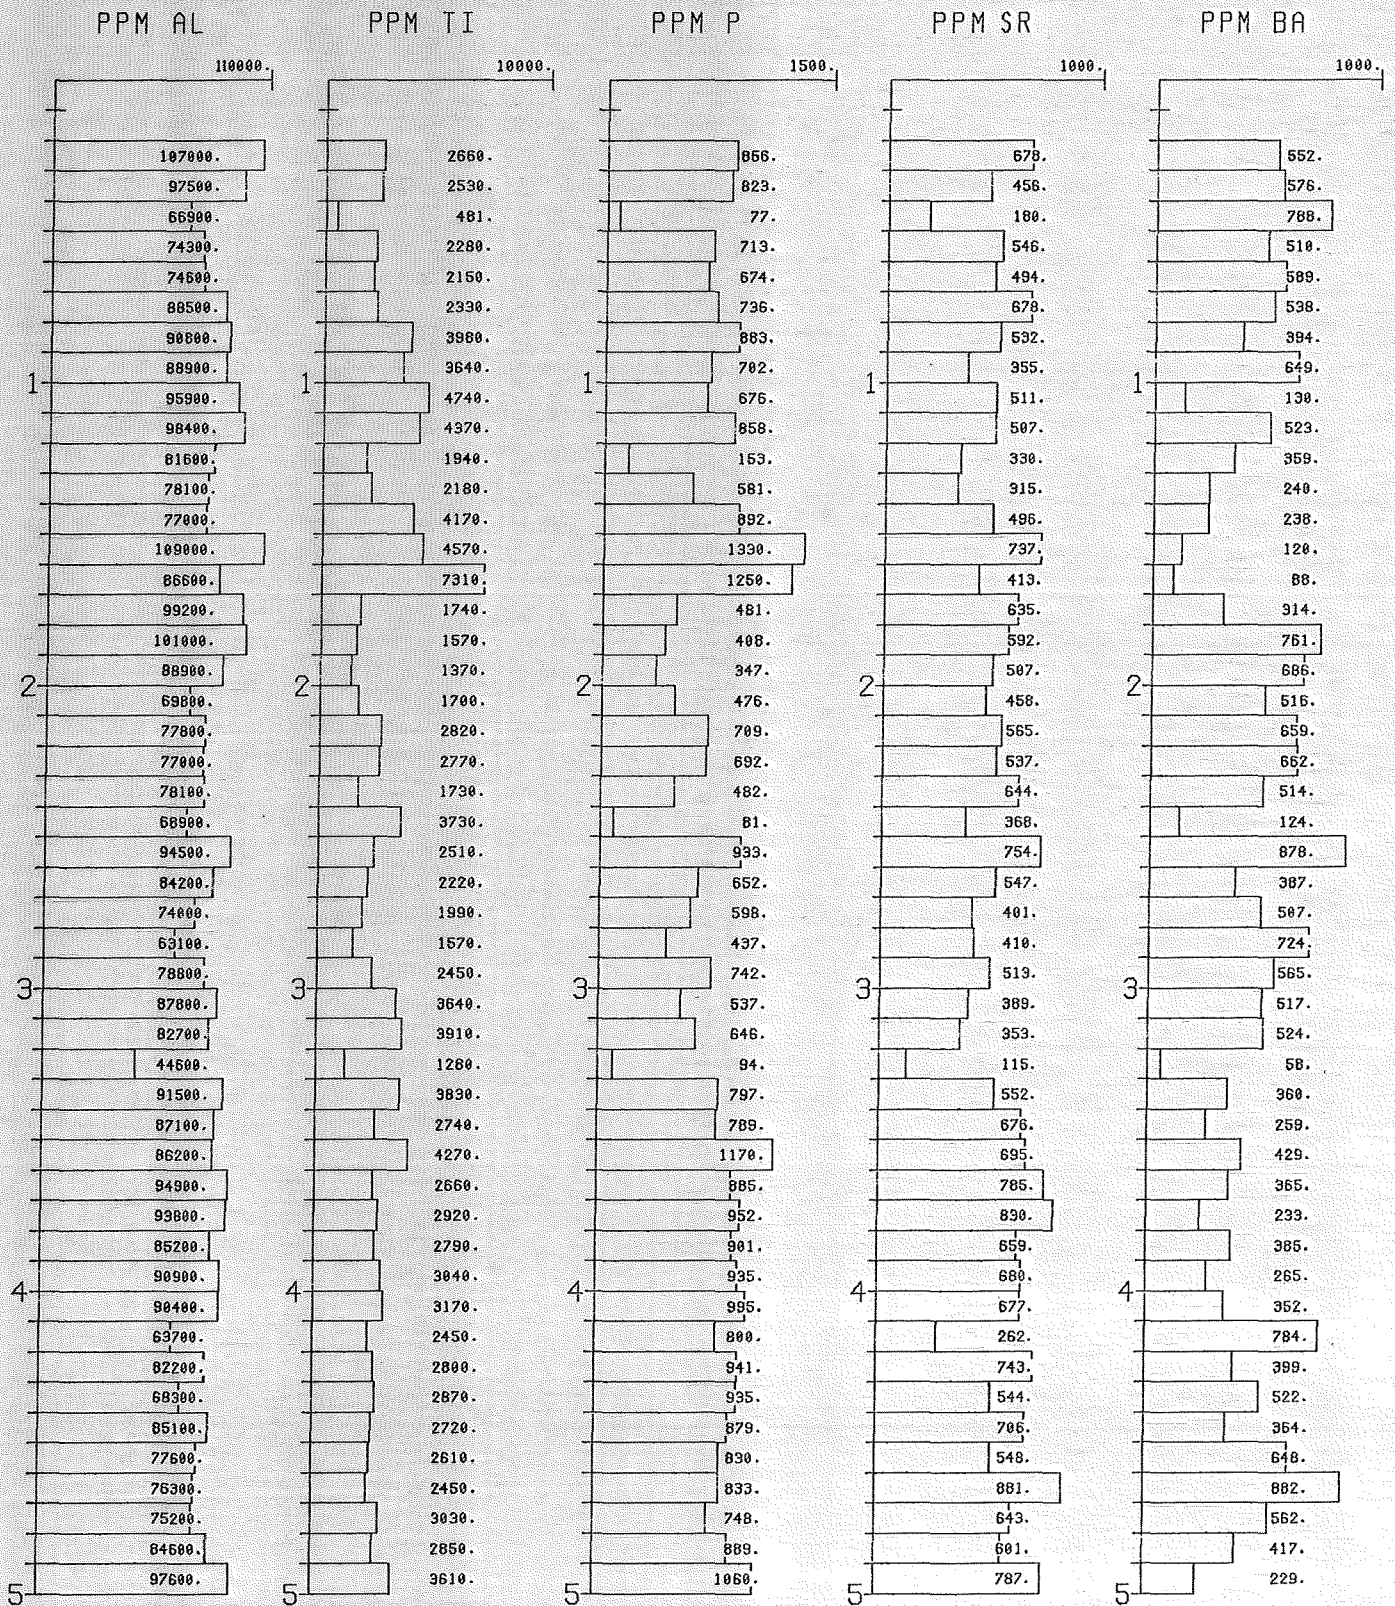 PPM AL PPM TI PPM P PPM SR PPM BA
110000. 10000. 1500. 1000. 1000.
107000. 2660. 856. 678. 552.
97500. 2530. 823. 456. 576.
66900. 481. 77. 180. 788.
74300. 2280. 713. 546. 510.
74600. 2150. 674. 494. 589.
88500. 2330. 736. 678. 538.
90800. 3980. 883. 532. 394.
88900. 3640. 702. 355. 649.
1 1 1 1 1
95900. 4740. 676. 511. 130.
98400. 4370. 858. 507. 523.
81600. 1940. 153. 330. 359.
78100. 2180. 581. 315. 240.
77000. 4170. 892. 496. 238.
109000. 4570. 1330. 737. 120.
86600. 7310. 1250. 413. 88.
99200. 1740. 481. 635. 314.
101000. 1570. 408. 592. 761.
88900. 1370. 347. 507. 686.
2 2 2 2 2
69800. 1700. 476. 458. 516.
77800. 2820. 709. 565. 659.
77000. 2770. 692. 537. 662.
78100. 1730. 482. 644. 514.
68900. 3730. 81. 368. 124.
94500. 2510. 933. 754. 878.
84200. 2220. 652. 547. 387.
74000. 1990. 598. 401. 507.
63100. 1570. 437. 410. 724.
78800. 2450. 742. 513. 565.
3 3 3 3 3
87800. 3640. 537. 389. 517.
82700. 3910. 646. 353. 524.
44600. 1280. 94. 115. 58.
91500. 3830. 797. 552. 360.
87100. 2740. 789. 676. 259.
86200. 4270. 1170. 695. 429.
94900. 2660. 885. 785. 365.
93800. 2920. 952. 830. 233.
85200. 2790. 901. 659. 385.
90900. 3040. 935. 680. 265.
4 4 4 4 4
90400. 3170. 995. 677. 352.
63700. 2450. 800. 262. 784.
82200. 2800. 941. 743. 399.
68300. 2870. 935. 544. 522.
85100. 2720. 879. 706. 364.
77600. 2610. 830. 548. 648.
76300. 2450. 833. 881. 882.
75200. 3030. 748. 643. 562.
84600. 2850. 889. 601. 417.
97600. 3610. 1060. 787. 229.
5 5 5 5 5